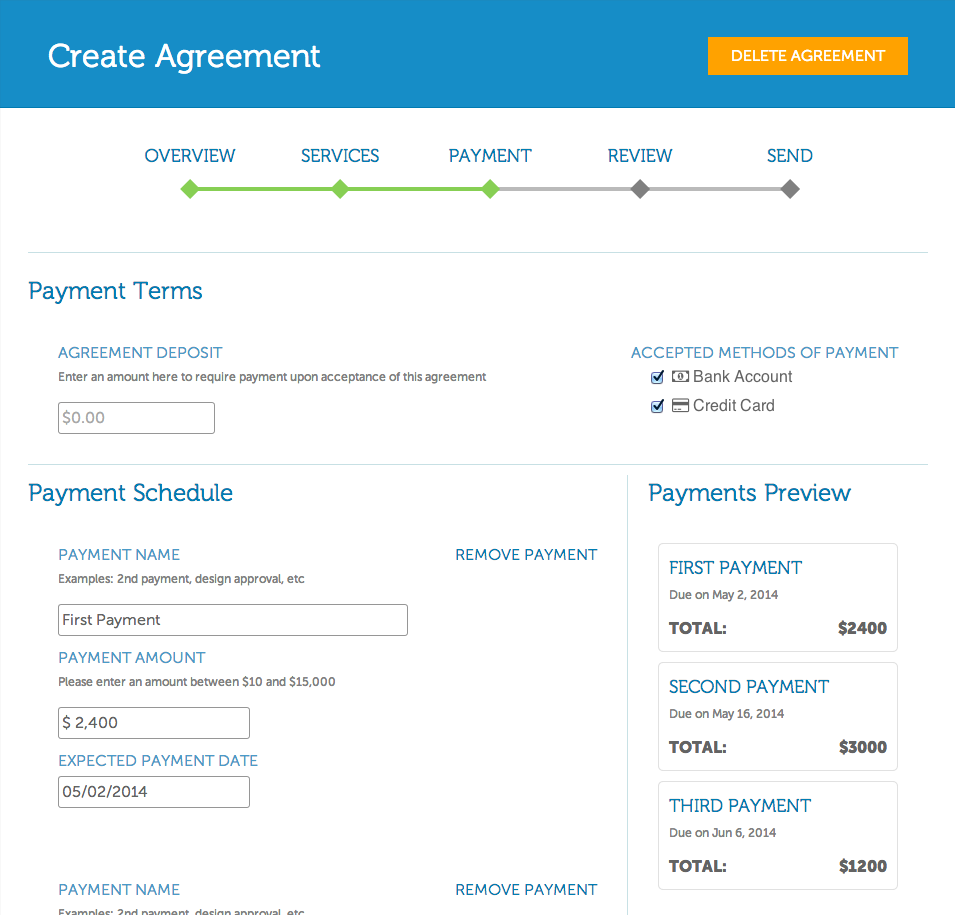 Create Agreement
DELETE AGREEMENT
OVERVIEW SERVICES PAYMENT REVIEW SEND
Payment Terms
AGREEMENT DEPOSIT
Enter an amount here to require payment upon acceptance of this agreement
$0.00
ACCEPTED METHODS OF PAYMENT
Bank Account
Credit Card
Payment Schedule
PAYMENT NAME
REMOVE PAYMENT
Examples: 2nd payment, design approval, etc
First Payment
PAYMENT AMOUNT
Please enter an amount between $10 and $15,000
$ 2,400
EXPECTED PAYMENT DATE
05/02/2014
PAYMENT NAME
REMOVE PAYMENT
Examples: 2nd payment, design approval, etc
Payments Preview
FIRST PAYMENT
Due on May 2, 2014
TOTAL: $2400
SECOND PAYMENT
Due on May 16, 2014
TOTAL: $3000
THIRD PAYMENT
Due on Jun 6, 2014
TOTAL: $1200